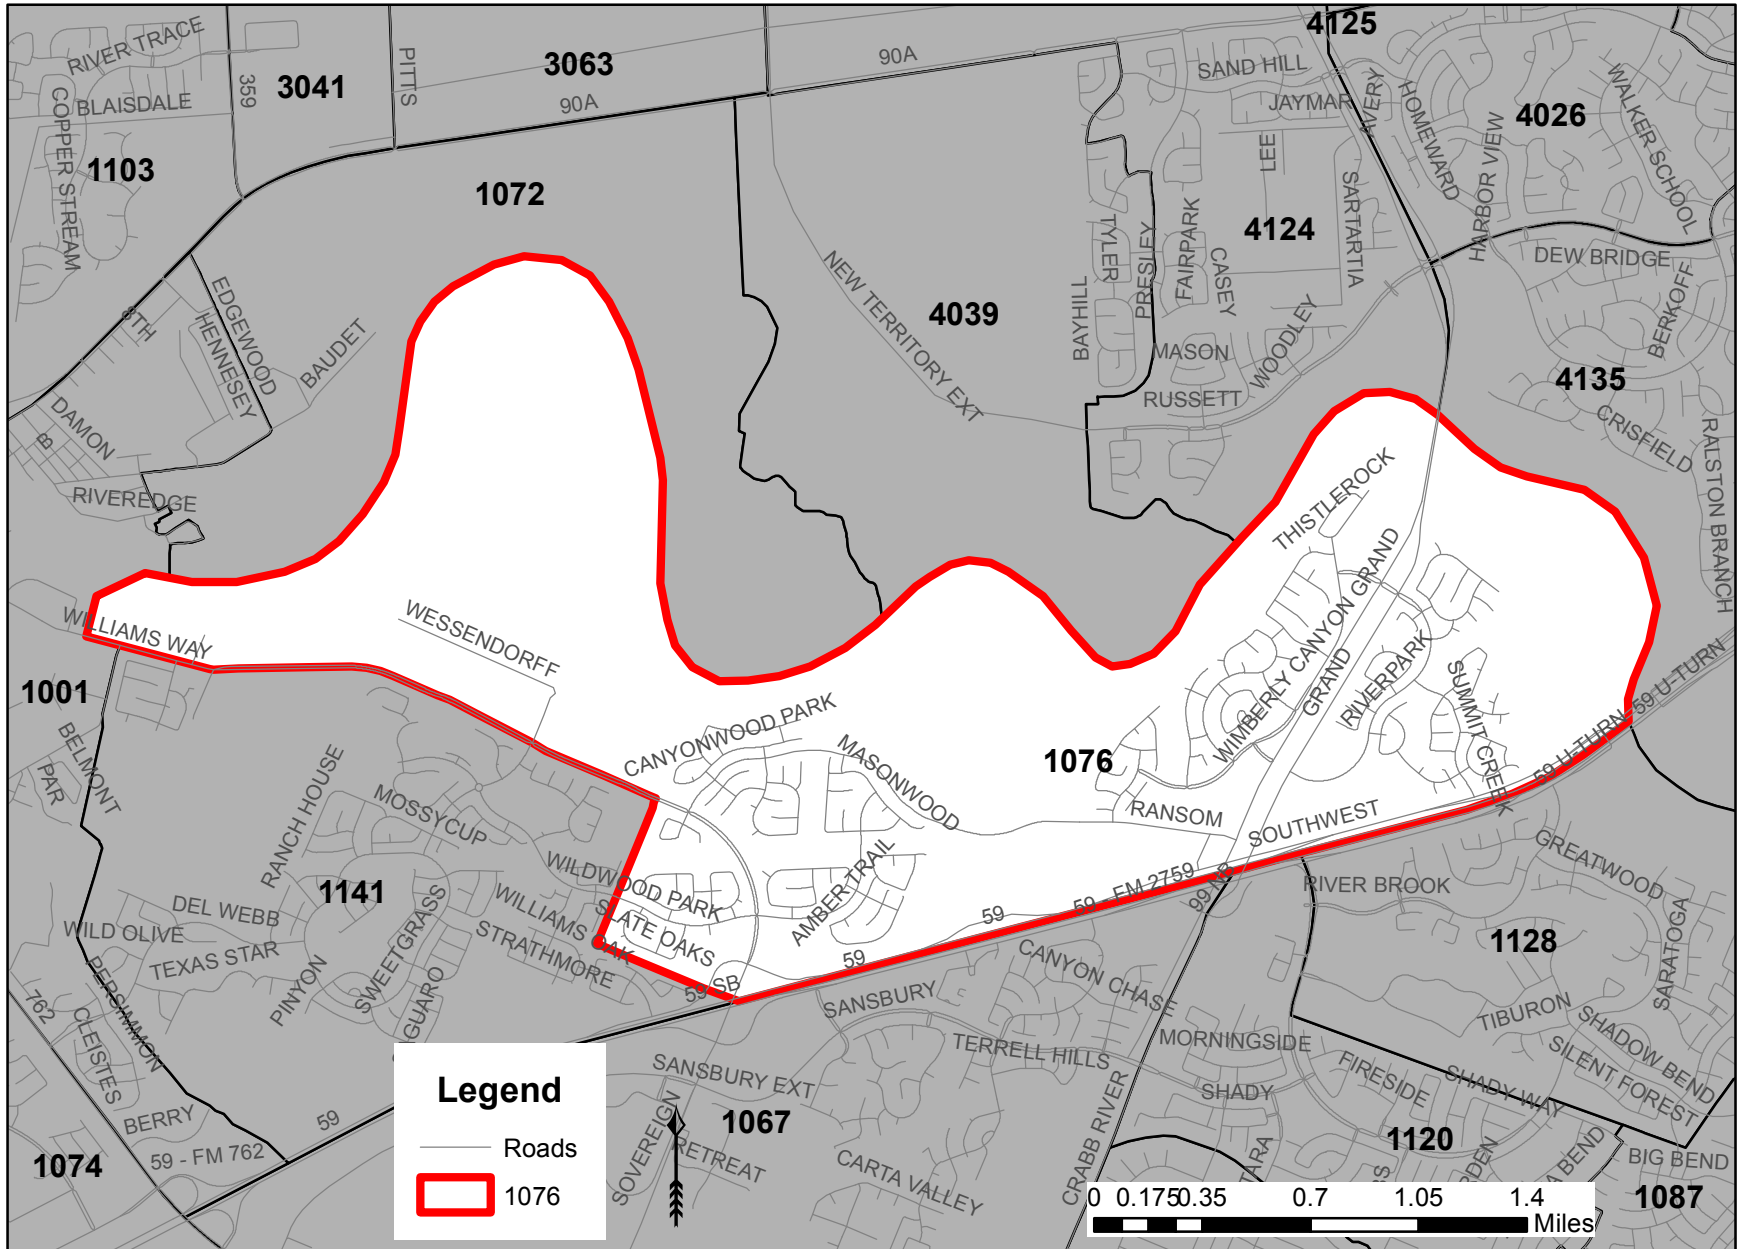 4125
RIVER TRACE
359
3041
PITTS
3063
90A
SAND HILL
BLAISDALE
90A
JAYMAR
AVERY
HOMEWARD
4026
WALKER SCHOOL
COPPER STREAM
1103
1072
LEE
HARBOR VIEW
SARTARTIA
4124
TYLER
PRESLEY
FAIRPARK
CASEY
DEW BRIDGE
BERKOFF
EDGEWOOD
HENNESSEY
8TH
BAUDET
NEW TERRITORY EXT
4039
BAYHILL
MASON
WOODLEY
RUSSETT
4135
CRISFIELD
RALSTON BRANCH
DAMON
B
RIVEREDGE
THISTLEROCK
WILLIAMS WAY
WESSENDORFF
WIMBERLY CANYON
GRAND
GRAND
RIVERPARK
SUMMIT CREEK
59 U-TURN
59 U-TURN
1001
BELMONT
PAR
CANYONWOOD PARK
MASONWOOD
1076
RANSOM
SOUTHWEST
RANCH HOUSE
MOSSYCUP
WILDWOOD PARK
AMBER TRAIL
59 - FM 2759
99 NB
RIVER BROOK
GREATWOOD
1141
DEL WEBB
WILD OLIVE
TEXAS STAR
SWEETGRASS
WILLIAMS OAK
SLATE OAKS
STRATHMORE
59
59
59 SB
CANYON CHASE
1128
SARATOGA
PERSIMMON
PINYON
SANSBURY
TIBURON
SHADOW BEND
SILENT FOREST
762
CLEISTES
TERRELL HILLS
MORNINGSIDE
FIRESIDE
SHADY WAY
SANSBURY EXT
SHADY
BERRY
59
59 - FM 762
SOVEREIGN
1067
RETREAT
CARTA VALLEY
CRABB RIVER
1120
BIG BEND
1074
1087
Legend
Roads
1076
0 0.175 0.35 0.7 1.05 1.4
Miles